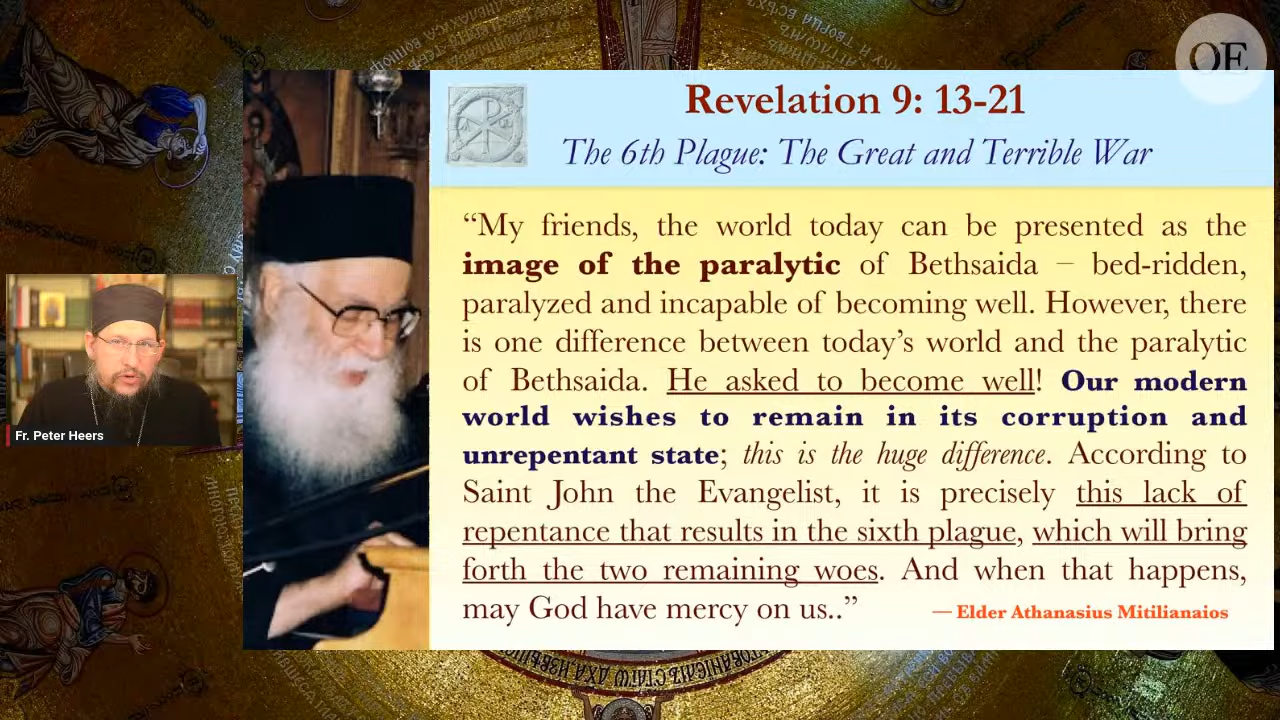 OE
Revelation 9: 13-21
The 6th Plague: The Great and Terrible War
“My friends, the world today can be presented as the
image of the paralytic of Bethsaida – bed-ridden,
paralyzed and incapable of becoming well. However, there
is one difference between today’s world and the paralytic
of Bethsaida. He asked to become well! Our modern
world wishes to remain in its corruption and
unrepentant state; this is the huge difference. According to
Saint John the Evangelist, it is precisely this lack of
repentance that results in the sixth plague, which will bring
forth the two remaining woes. And when that happens,
may God have mercy on us..”
— Elder Athanasius Mitilianaios
Fr. Peter Heers